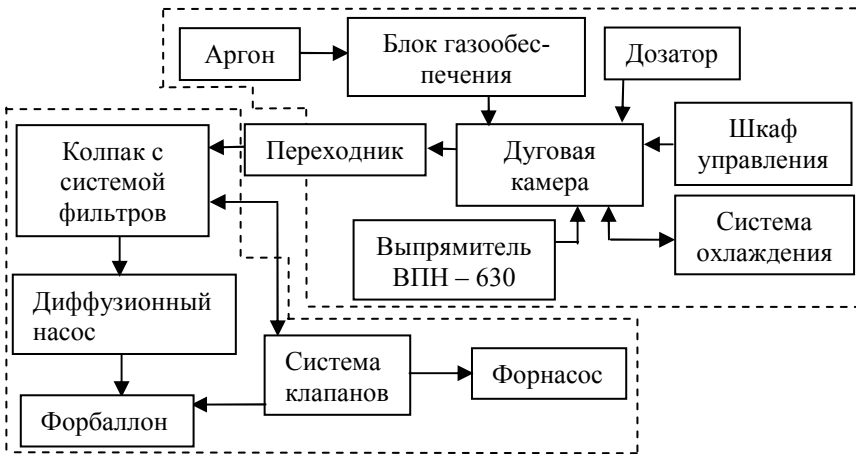 Аргон
Блок газообес-
печения
Дозатор
Колпак с
системой
фильтров
Переходник
Дуговая
камера
Шкаф
управления
Выпрямитель
ВПН – 630
Система
охлаждения
Диффузионный
насос
Система
клапанов
Форнасос
Форбаллон